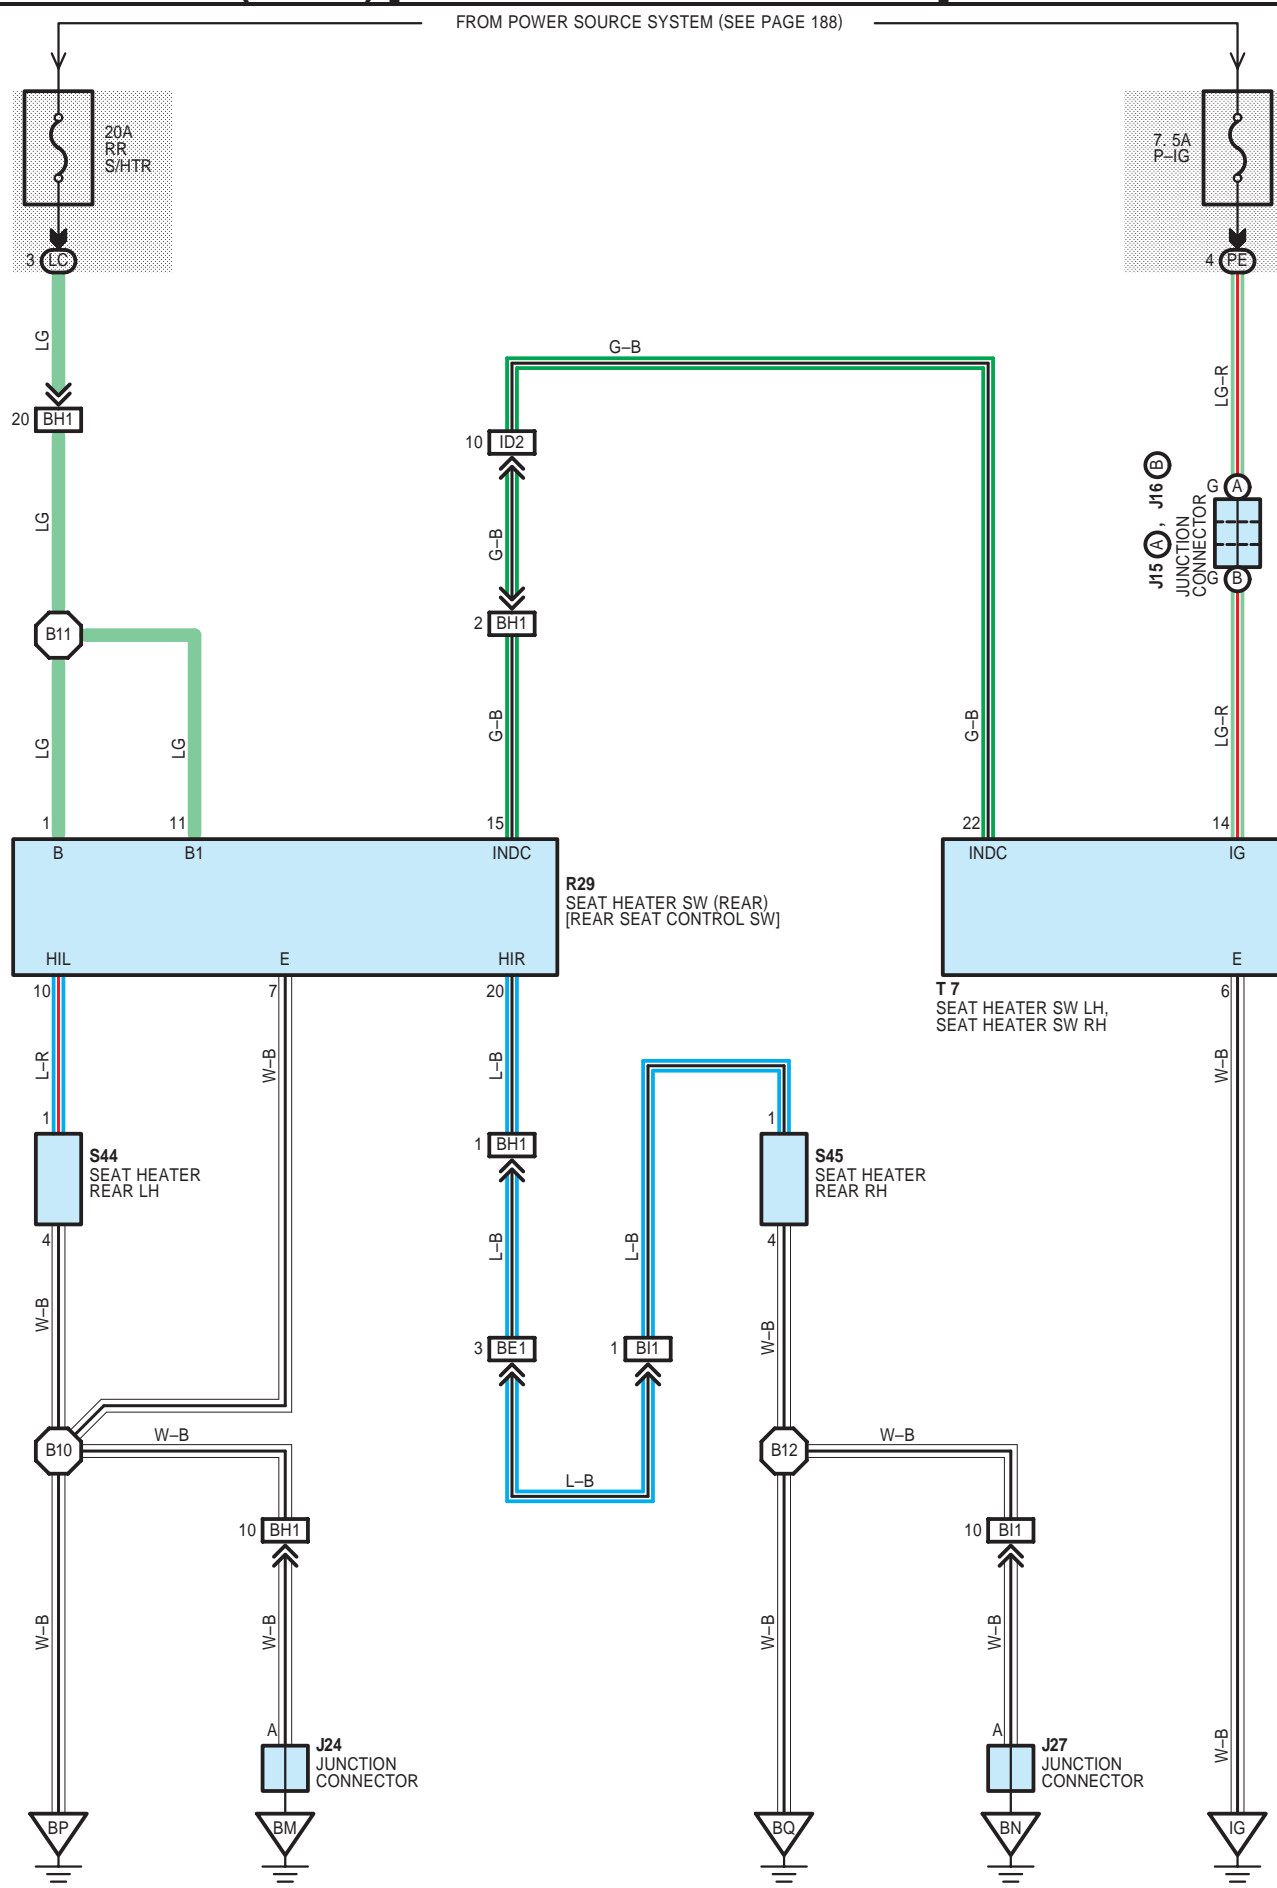 FROM POWER SOURCE SYSTEM (SEE PAGE 188)
20A
RR
S/HTR
7. 5A
P–IG
3 LC
4 PE
LG
G–B
LG–R
20 BH1
10 ID2
J15 A , J16 B
JUNCTION
CONNECTOR
G A
G B
LG
G–B
B11
2 BH1
LG
LG
G–B
G–B
LG–R
1
11
15
22
14
B
B1
INDC
INDC
IG
R29
SEAT HEATER SW (REAR)
[REAR SEAT CONTROL SW]
HIL
E
HIR
E
10
7
20
6
T 7
SEAT HEATER SW LH,
SEAT HEATER SW RH
L–R
W–B
L–B
W–B
1
1
S44
SEAT HEATER
REAR LH
1 BH1
S45
SEAT HEATER
REAR RH
4
4
L–B
L–B
W–B
W–B
3 BE1
1 BI1
B10
W–B
B12
W–B
L–B
10 BH1
10 BI1
W–B
W–B
W–B
W–B
W–B
A
J24
JUNCTION
CONNECTOR
A
J27
JUNCTION
CONNECTOR
BP
BM
BQ
BN
IG